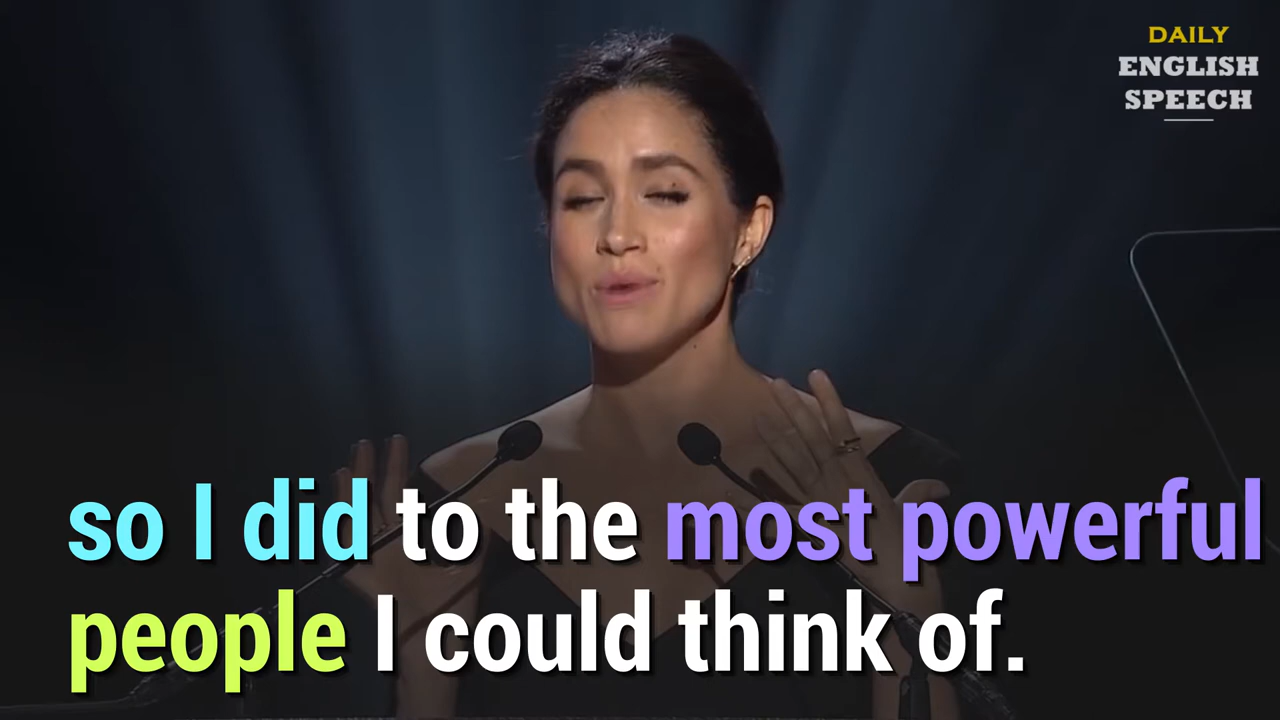 DAILY
ENGLISH
SPEECH
so I did to the most powerful
people I could think of.